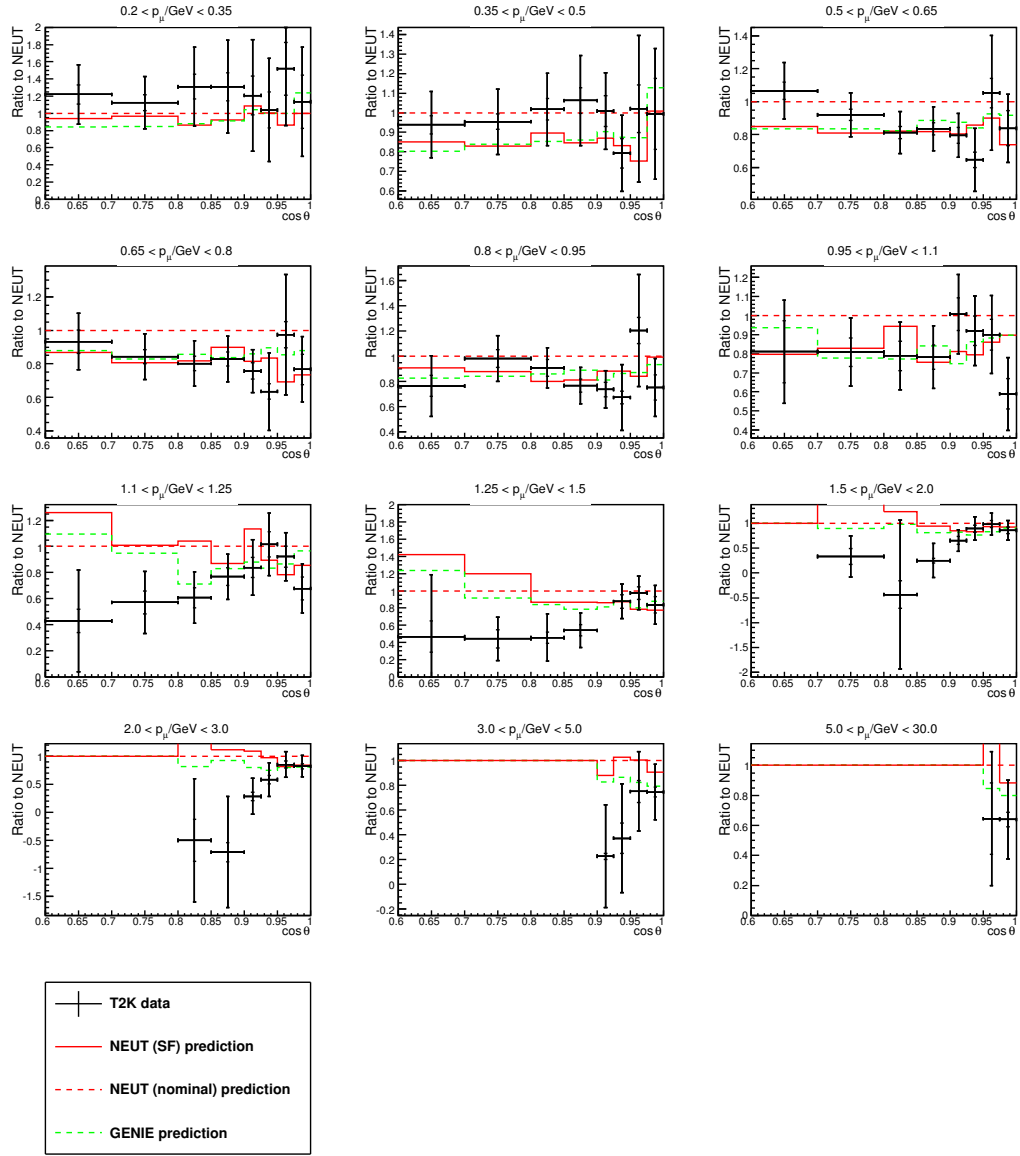 0.2 < pμ/GeV < 0.35
Ratio to NEUT
2
1.8
1.6
1.4
1.2
1
0.8
0.6
0.4
0.2
0
0.6 0.65 0.7 0.75 0.8 0.85 0.9 0.95 1
cos θ
0.35 < pμ/GeV < 0.5
Ratio to NEUT
1.4
1.3
1.2
1.1
1
0.9
0.8
0.7
0.6
0.6 0.65 0.7 0.75 0.8 0.85 0.9 0.95 1
cos θ
0.5 < pμ/GeV < 0.65
Ratio to NEUT
1.4
1.2
1
0.8
0.6
0.6 0.65 0.7 0.75 0.8 0.85 0.9 0.95 1
cos θ
0.65 < pμ/GeV < 0.8
Ratio to NEUT
1.2
1
0.8
0.6
0.4
0.6 0.65 0.7 0.75 0.8 0.85 0.9 0.95 1
cos θ
0.8 < pμ/GeV < 0.95
Ratio to NEUT
1.6
1.4
1.2
1
0.8
0.6
0.4
0.6 0.65 0.7 0.75 0.8 0.85 0.9 0.95 1
cos θ
0.95 < pμ/GeV < 1.1
Ratio to NEUT
1.2
1.1
1
0.9
0.8
0.7
0.6
0.5
0.4
0.6 0.65 0.7 0.75 0.8 0.85 0.9 0.95 1
cos θ
1.1 < pμ/GeV < 1.25
Ratio to NEUT
1.2
1
0.8
0.6
0.4
0.2
0
0.6 0.65 0.7 0.75 0.8 0.85 0.9 0.95 1
cos θ
1.25 < pμ/GeV < 1.5
Ratio to NEUT
2
1.8
1.6
1.4
1.2
1
0.8
0.6
0.4
0.2
0
0.6 0.65 0.7 0.75 0.8 0.85 0.9 0.95 1
cos θ
1.5 < pμ/GeV < 2.0
Ratio to NEUT
1
0.5
0
-0.5
-1
-1.5
-2
0.6 0.65 0.7 0.75 0.8 0.85 0.9 0.95 1
cos θ
2.0 < pμ/GeV < 3.0
Ratio to NEUT
1
0.5
0
-0.5
-1
-1.5
0.6 0.65 0.7 0.75 0.8 0.85 0.9 0.95 1
cos θ
3.0 < pμ/GeV < 5.0
Ratio to NEUT
1
0.8
0.6
0.4
0.2
0
-0.2
0.6 0.65 0.7 0.75 0.8 0.85 0.9 0.95 1
cos θ
5.0 < pμ/GeV < 30.0
Ratio to NEUT
1
0.8
0.6
0.4
0.2
0
0.6 0.65 0.7 0.75 0.8 0.85 0.9 0.95 1
cos θ
T2K data
NEUT (SF) prediction
NEUT (nominal) prediction
GENIE prediction